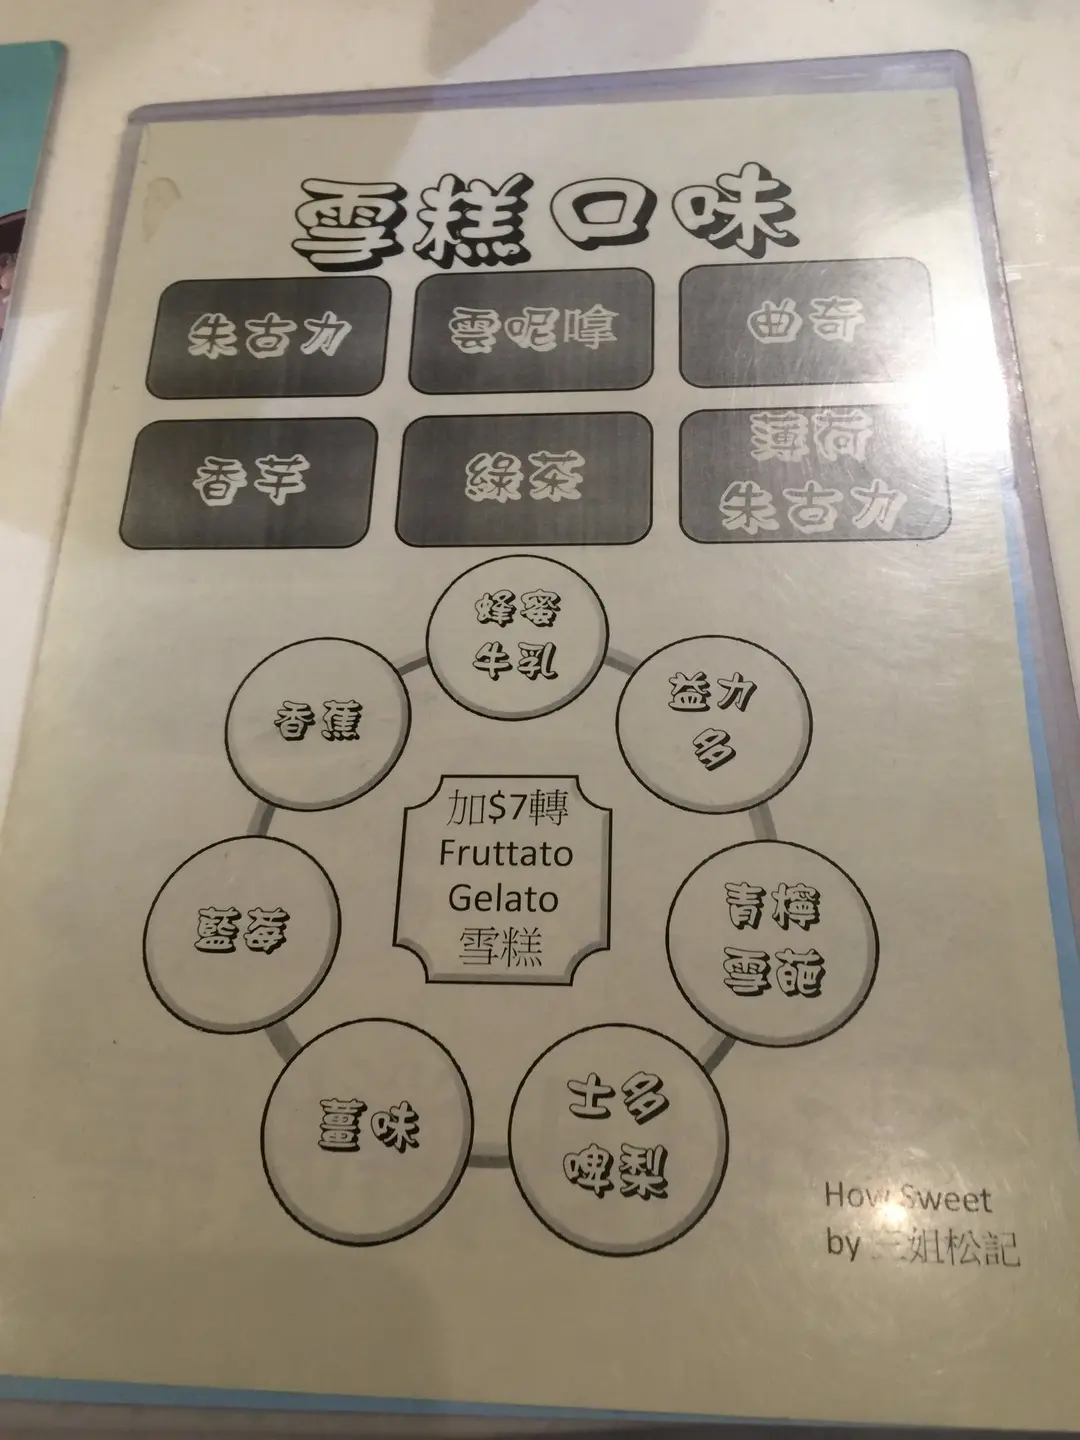 雪糕口味
朱古力
雲呢嗱
曲奇
香芋
綠茶
薄荷
朱古力
蜂蜜
牛乳
益力
多
香蕉
加$7轉
Fruttato
Gelato
雪糕
藍莓
青檸
雪葩
薑味
士多
啤梨
How Sweet
by 三姐松記